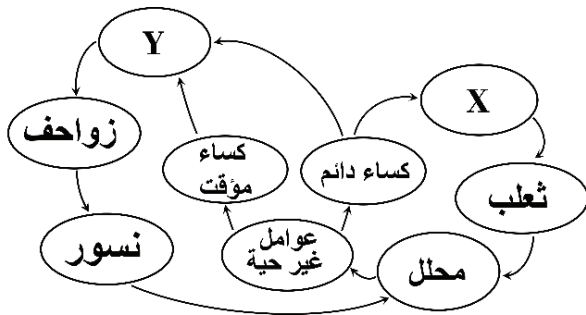 Y
X
زواحف
كساء
مؤقت
كساء دائم
ثعلب
نسور
عوامل
غير حية
محلل